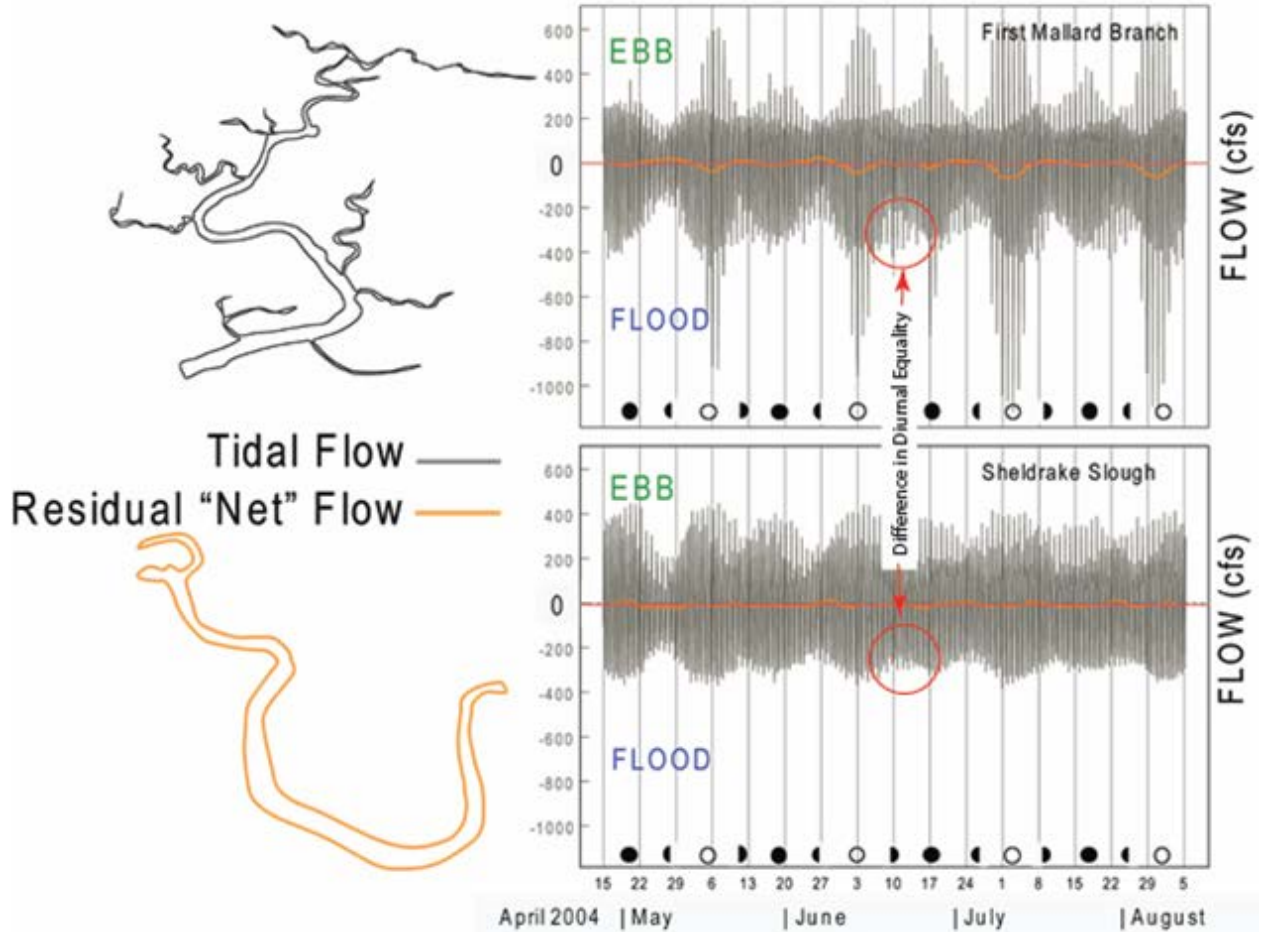 First Mallard Branch
EBB
600
400
200
0
-200
-400
-600
-800
-1000
FLOOD
FLOW (cfs)
Difference in Diurnal Equality
Tidal Flow
Residual “Net” Flow
Sheldrake Slough
EBB
600
400
200
0
-200
-400
-600
-800
-1000
FLOOD
FLOW (cfs)
15 22 29 6 13 20 27 3 10 17 24 1 8 15 22 29 5
April 2004 |May |June |July |August